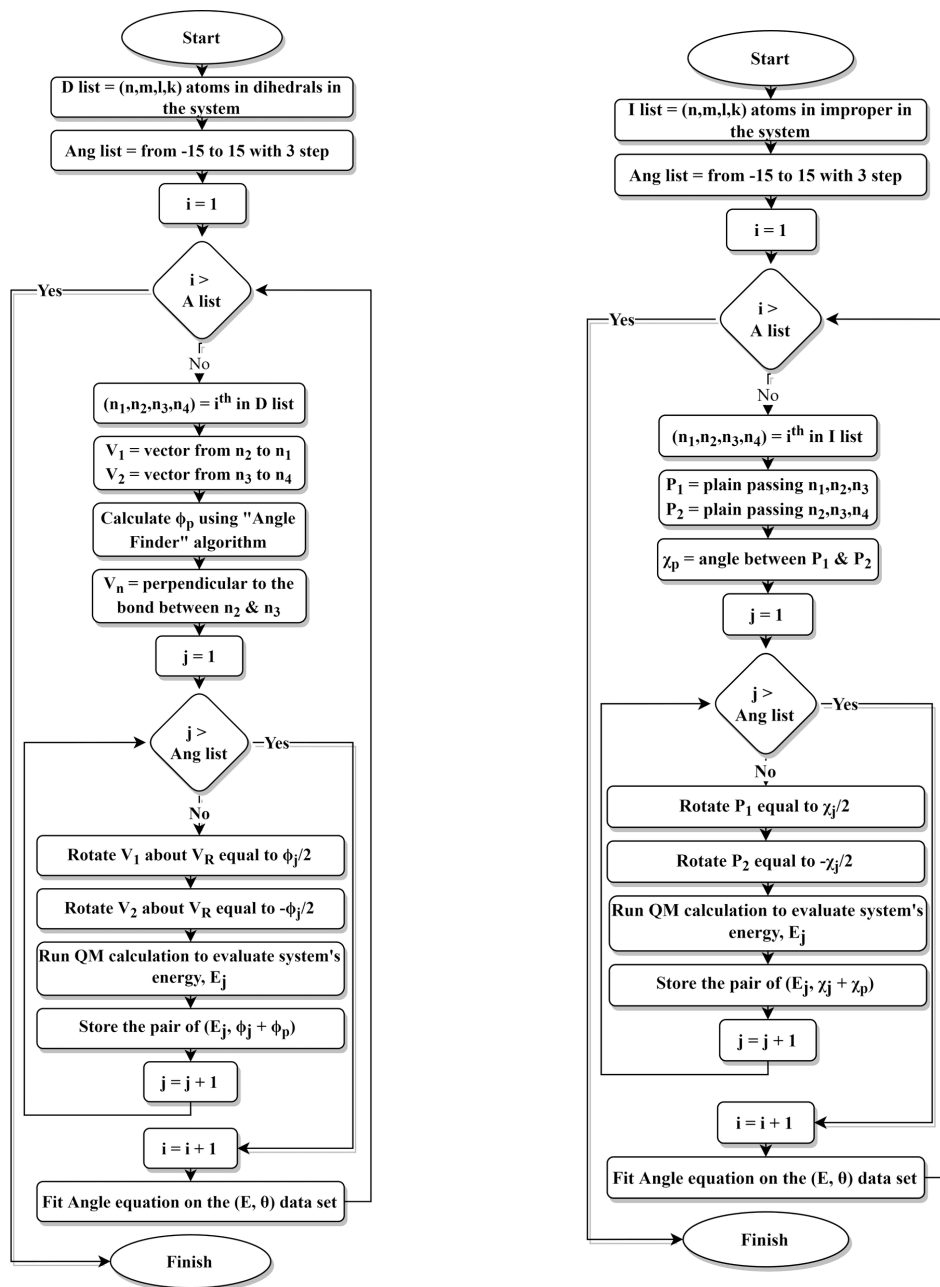 Start
D list = (n,m,l,k) atoms in dihedrals in
the system
Ang list = from -15 to 15 with 3 step
i = 1
i >
A list
Yes
No
(n₁,n₂,n₃,n₄) = iᵗʰ in D list
V₁ = vector from n₂ to n₁
V₂ = vector from n₃ to n₄
Calculate ϕₚ using "Angle
Finder" algorithm
Vₙ = perpendicular to the
bond between n₂ & n₃
j = 1
j >
Ang list
Yes
No
Rotate V₁ about V_R equal to ϕⱼ/2
Rotate V₂ about V_R equal to -ϕⱼ/2
Run QM calculation to evaluate system's
energy, Eⱼ
Store the pair of (Eⱼ, ϕⱼ + ϕₚ)
j = j + 1
i = i + 1
Fit Angle equation on the (E, θ) data set
Finish
Start
I list = (n,m,l,k) atoms in improper in
the system
Ang list = from -15 to 15 with 3 step
i = 1
i >
A list
Yes
No
(n₁,n₂,n₃,n₄) = iᵗʰ in I list
P₁ = plain passing n₁,n₂,n₃
P₂ = plain passing n₂,n₃,n₄
χₚ = angle between P₁ & P₂
j = 1
j >
Ang list
Yes
No
Rotate P₁ equal to χⱼ/2
Rotate P₂ equal to -χⱼ/2
Run QM calculation to evaluate system's
energy, Eⱼ
Store the pair of (Eⱼ, χⱼ + χₚ)
j = j + 1
i = i + 1
Fit Angle equation on the (E, θ) data set
Finish